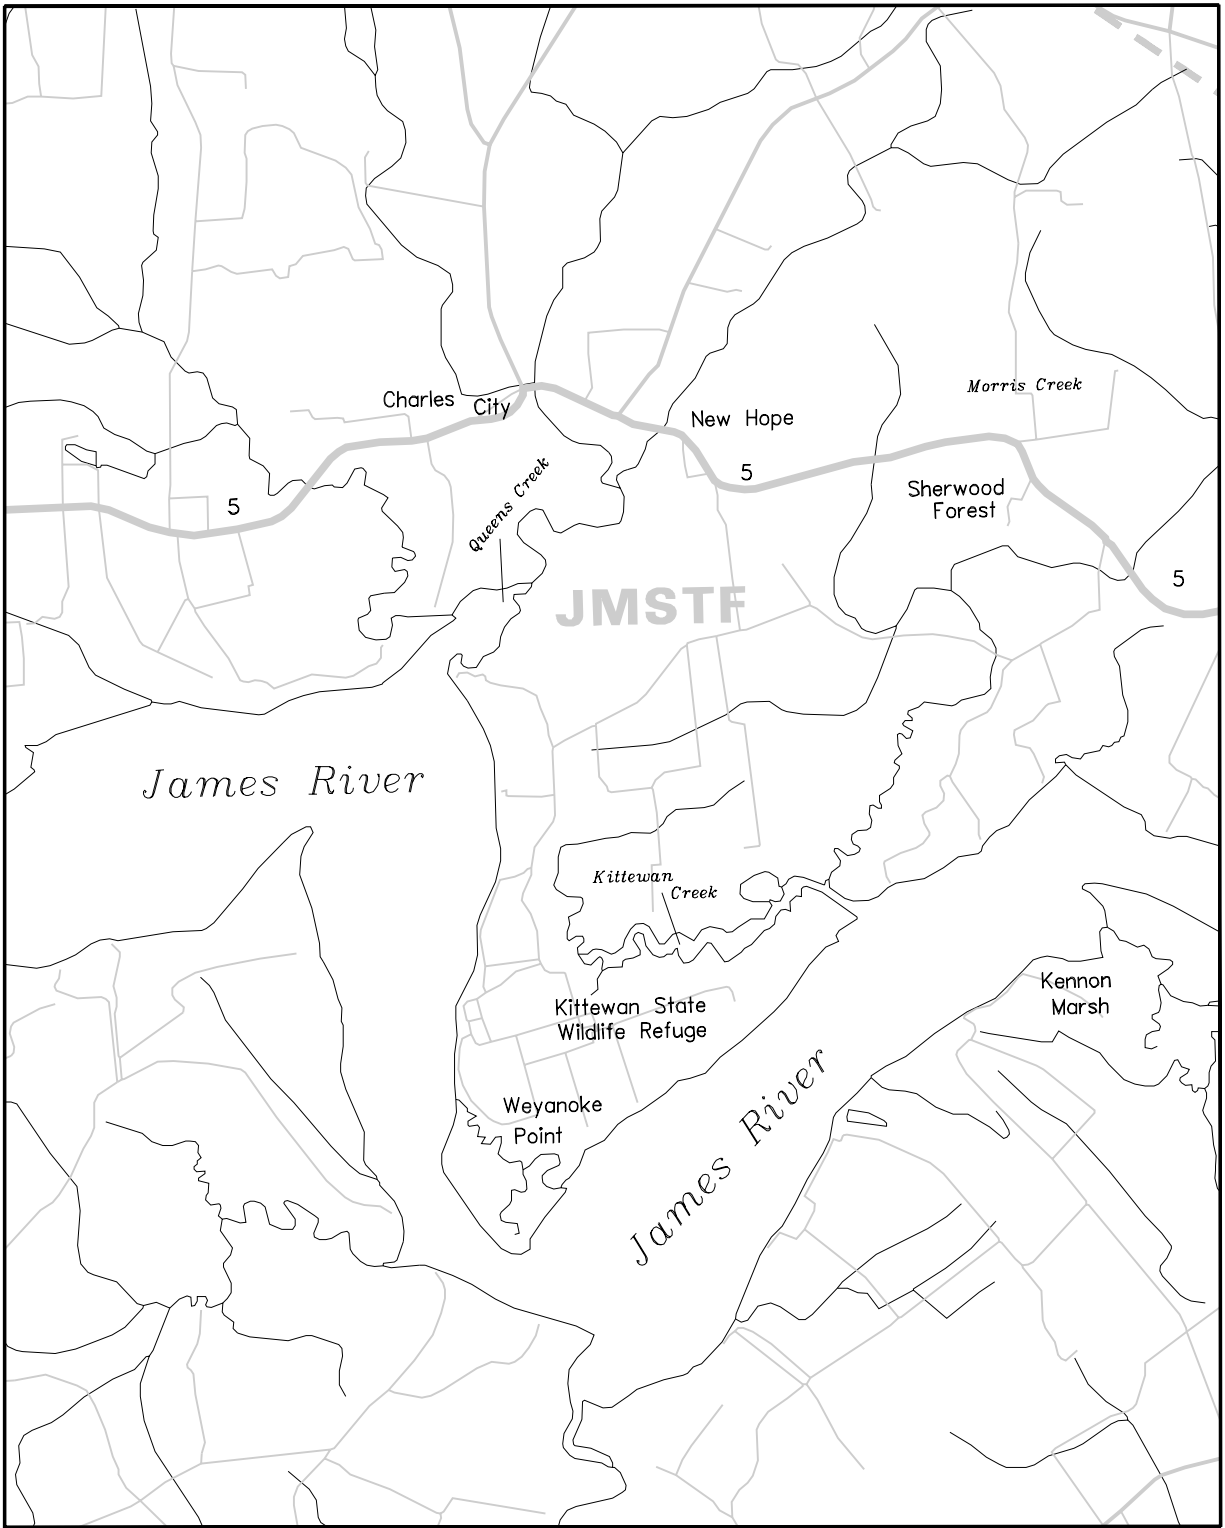 Morris Creek
Charles City
New Hope
5
Queens Creek
Sherwood
Forest
5
5
JMSTF
James River
Kittewan
Creek
Kennon
Marsh
Kittewan State
Wildlife Refuge
James River
Weyanoke
Point